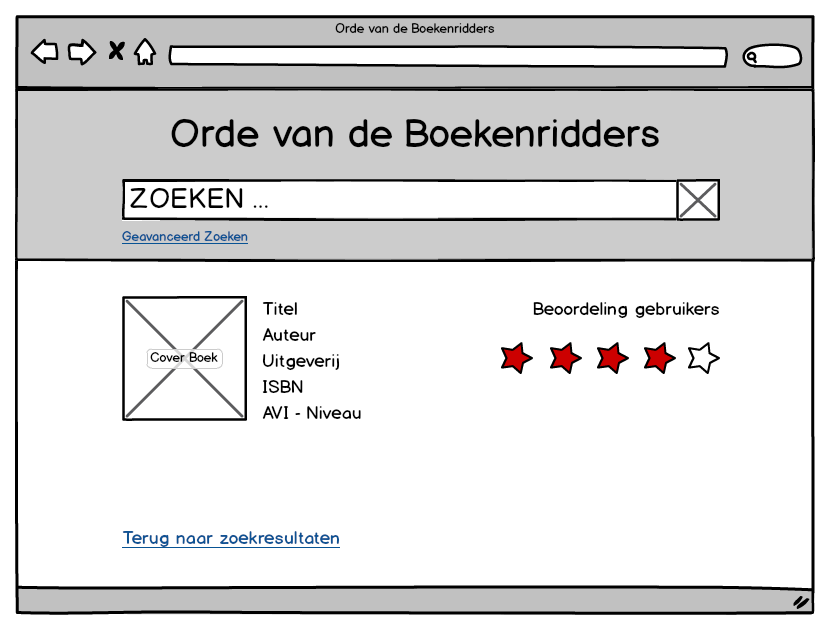 Orde van de Boekenridders
Orde van de Boekenridders
ZOEKEN ...
Geavanceerd Zoeken
Cover Boek
Titel
Auteur
Uitgeverij
ISBN
AVI - Niveau
Beoordeling gebruikers
Terug naar zoekresultaten